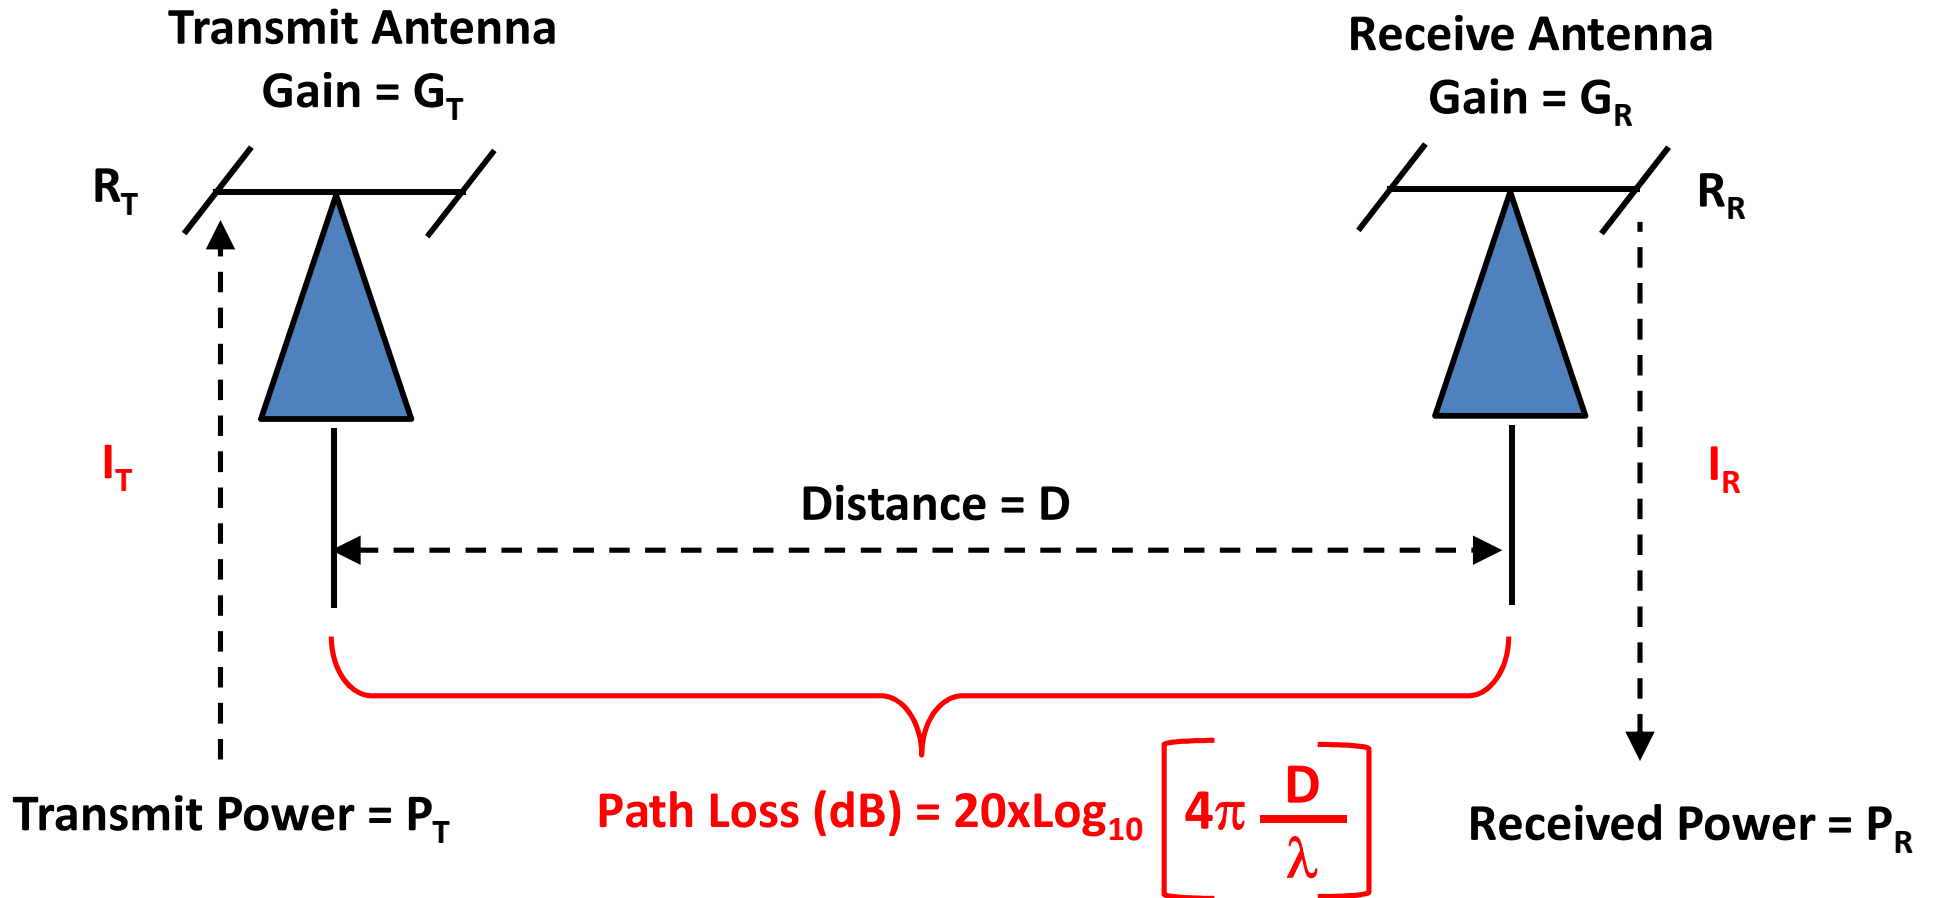 Transmit Antenna
Gain = G_T
Receive Antenna
Gain = G_R
R_T
R_R
I_T
I_R
Distance = D
Transmit Power = P_T
Path Loss (dB) = 20xLog_10 [4π D/λ]
Received Power = P_R